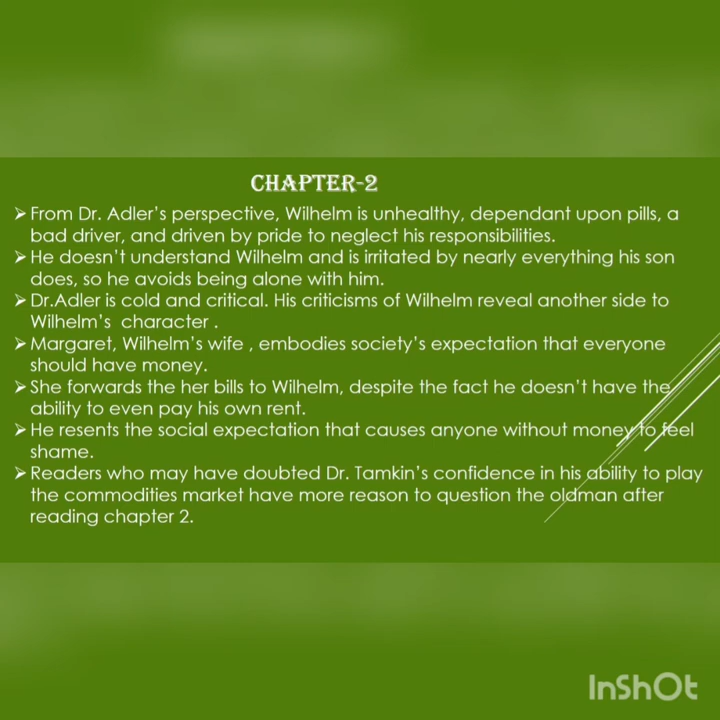 CHAPTER-2
➢ From Dr. Adler's perspective, Wilhelm is unhealthy, dependant upon pills, a
bad driver, and driven by pride to neglect his responsibilities.
➢ He doesn't understand Wilhelm and is irritated by nearly everything his son
does, so he avoids being alone with him.
➢ Dr.Adler is cold and critical. His criticisms of Wilhelm reveal another side to
Wilhelm's character .
➢ Margaret, Wilhelm's wife , embodies society's expectation that everyone
should have money.
➢ She forwards the her bills to Wilhelm, despite the fact he doesn't have the
ability to even pay his own rent.
➢ He resents the social expectation that causes anyone without money to feel
shame.
➢ Readers who may have doubted Dr. Tamkin's confidence in his ability to play
the commodities market have more reason to question the oldman after
reading chapter 2.
InShOt